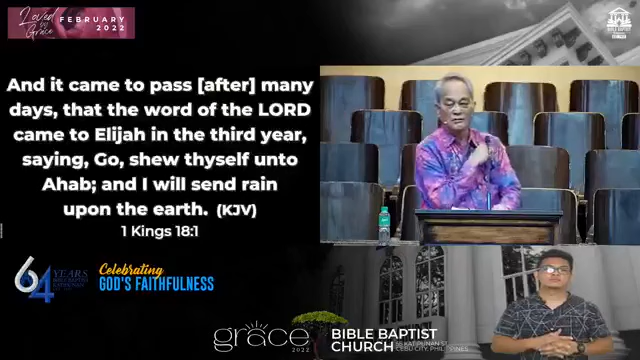 Loved by Grace
FEBRUARY
2022
And it came to pass [after] many
days, that the word of the LORD
came to Elijah in the third year,
saying, Go, shew thyself unto
Ahab; and I will send rain
upon the earth. (KJV)
1 Kings 18:1
64 YEARS
Celebrating
GOD'S FAITHFULNESS
grace
2022
BIBLE BAPTIST
CHURCH
CEBU CITY, PHILIPPINES
BIBLE BAPTIST